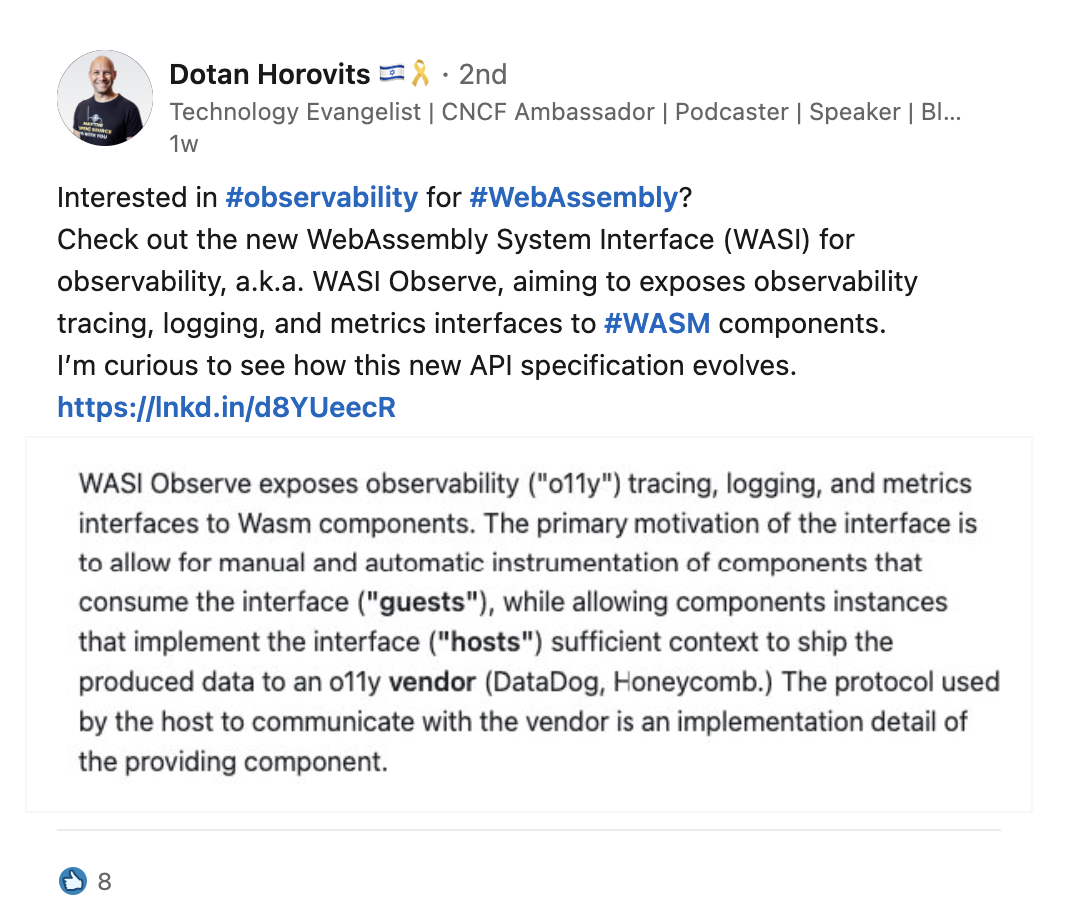 Dotan Horovits 🇮🇱🎗️ · 2nd
Technology Evangelist | CNCF Ambassador | Podcaster | Speaker | Bl...
1w
Interested in #observability for #WebAssembly?
Check out the new WebAssembly System Interface (WASI) for
observability, a.k.a. WASI Observe, aiming to exposes observability
tracing, logging, and metrics interfaces to #WASM components.
I’m curious to see how this new API specification evolves.
https://lnkd.in/d8YUeecR
WASI Observe exposes observability ("o11y") tracing, logging, and metrics
interfaces to Wasm components. The primary motivation of the interface is
to allow for manual and automatic instrumentation of components that
consume the interface ("guests"), while allowing components instances
that implement the interface ("hosts") sufficient context to ship the
produced data to an o11y vendor (DataDog, Honeycomb.) The protocol used
by the host to communicate with the vendor is an implementation detail of
the providing component.
8